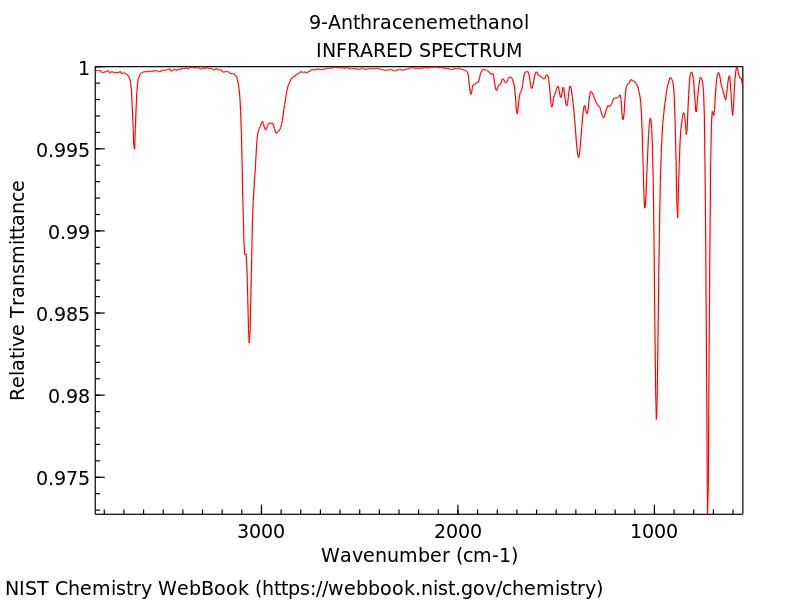 9-Anthracenemethanol
INFRARED SPECTRUM
1
0.995
0.99
0.985
0.98
0.975
Relative Transmittance
3000 2000 1000
Wavenumber (cm-1)
NIST Chemistry WebBook (https://webbook.nist.gov/chemistry)